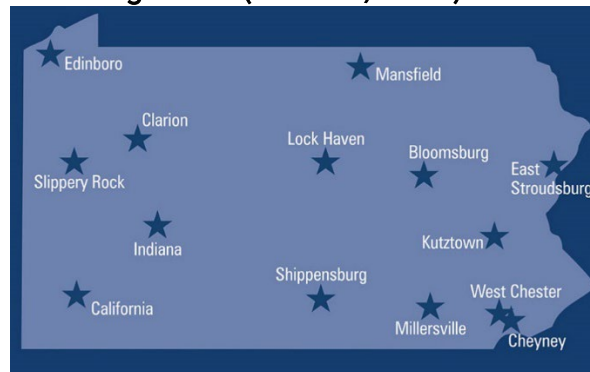 Edinboro
Mansfield
Clarion
Lock Haven
Bloomsburg
East
Stroudsburg
Slippery Rock
Indiana
Kutztown
Shippensburg
West Chester
California
Millersville
Cheyney